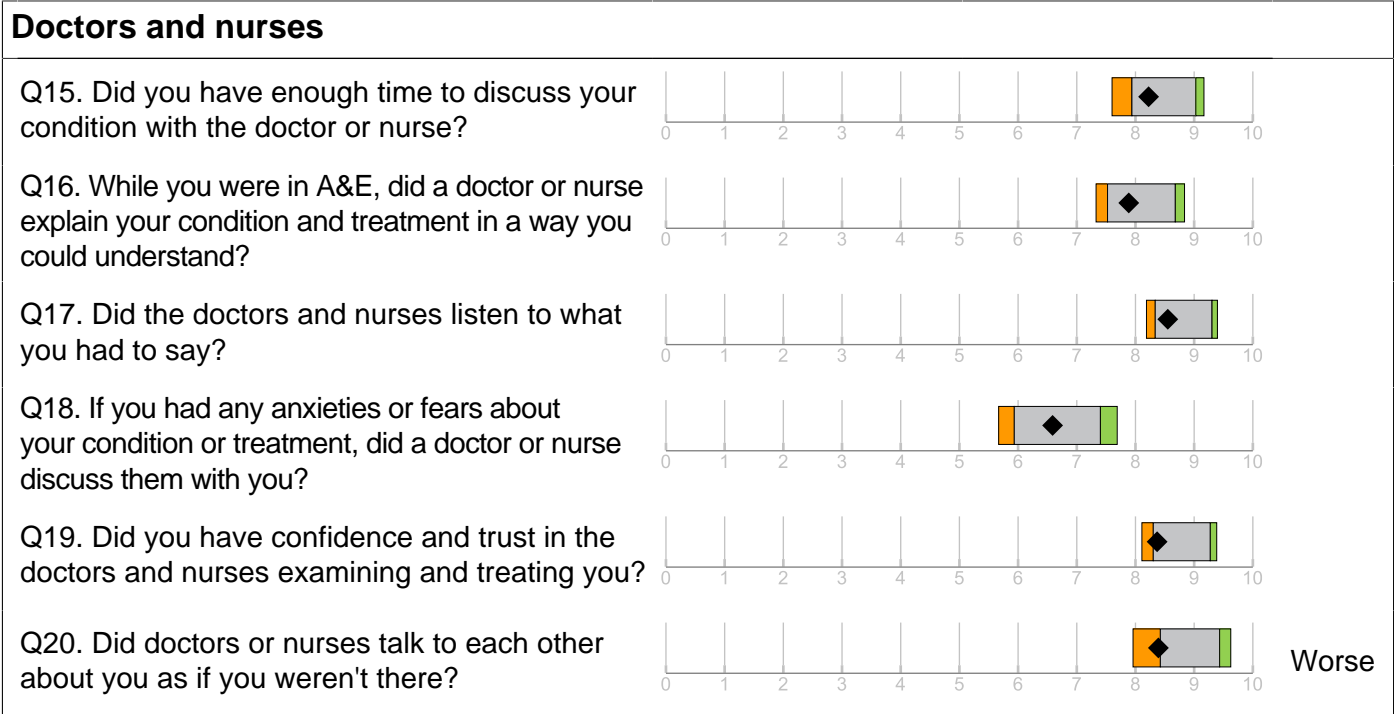 Doctors and nurses
Q15. Did you have enough time to discuss your
condition with the doctor or nurse?
0 1 2 3 4 5 6 7 8 9 10
Q16. While you were in A&E, did a doctor or nurse
explain your condition and treatment in a way you
could understand?
0 1 2 3 4 5 6 7 8 9 10
Q17. Did the doctors and nurses listen to what
you had to say?
0 1 2 3 4 5 6 7 8 9 10
Q18. If you had any anxieties or fears about
your condition or treatment, did a doctor or nurse
discuss them with you?
0 1 2 3 4 5 6 7 8 9 10
Q19. Did you have confidence and trust in the
doctors and nurses examining and treating you?
0 1 2 3 4 5 6 7 8 9 10
Q20. Did doctors or nurses talk to each other
about you as if you weren't there?
0 1 2 3 4 5 6 7 8 9 10
Worse